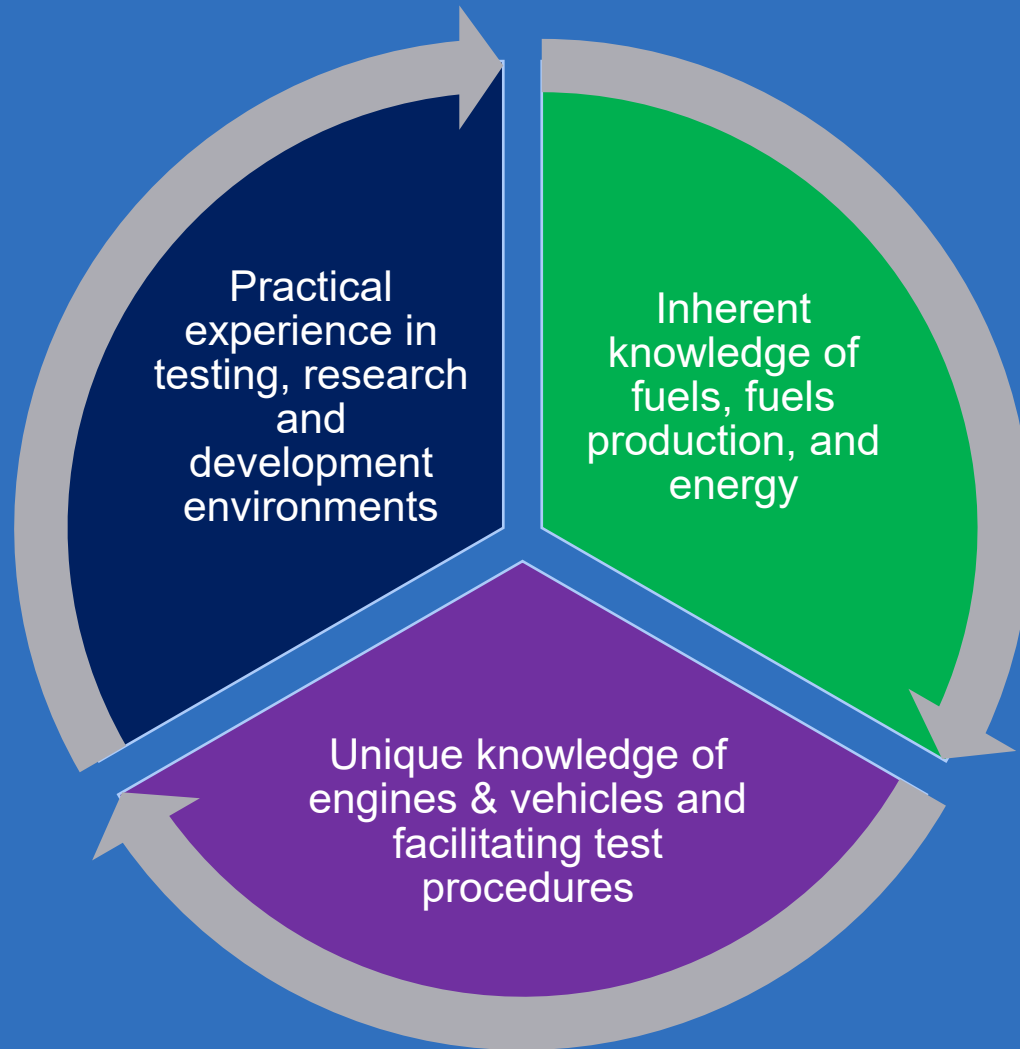 Practical
experience in
testing, research
and
development
environments
Inherent
knowledge of
fuels, fuels
production, and
energy
Unique knowledge of
engines & vehicles and
facilitating test
procedures